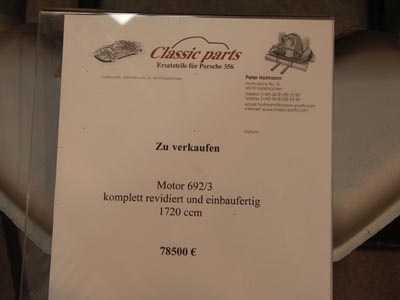 Classic parts
Ersatzteile für Porsche 356
Peter Hofmann
Datum:
Zu verkaufen
Motor 692/3
komplett revidiert und einbaufertig
1720 ccm
78500 €